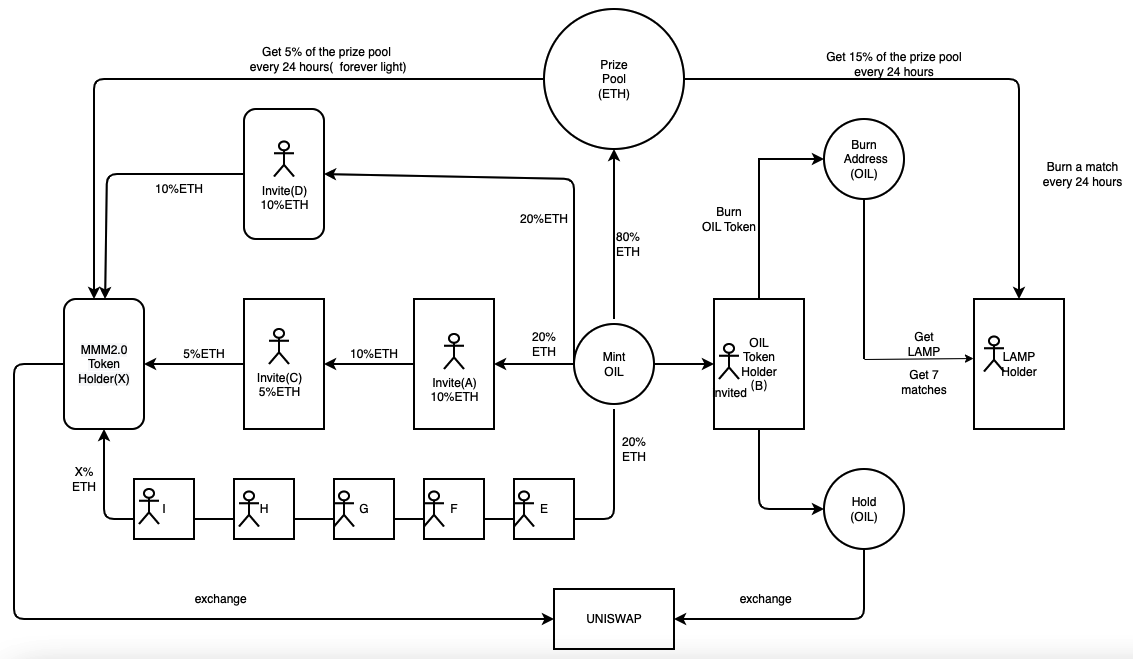 Get 5% of the prize pool
every 24 hours( forever light)
Prize
Pool
(ETH)
Get 15% of the prize pool
every 24 hours
Burn
Address
(OIL)
Burn a match
every 24 hours
Invite(D)
10%ETH
10%ETH
20%ETH
80%
ETH
Burn
OIL Token
MMM2.0
Token
Holder(X)
5%ETH
Invite(C)
5%ETH
10%ETH
Invite(A)
10%ETH
20%
ETH
Mint
OIL
OIL
Token
Holder
(B)
nvited
Get
LAMP
Get 7
matches
LAMP
Holder
20%
ETH
X%
ETH
I
H
G
F
E
Hold
(OIL)
exchange
UNISWAP
exchange